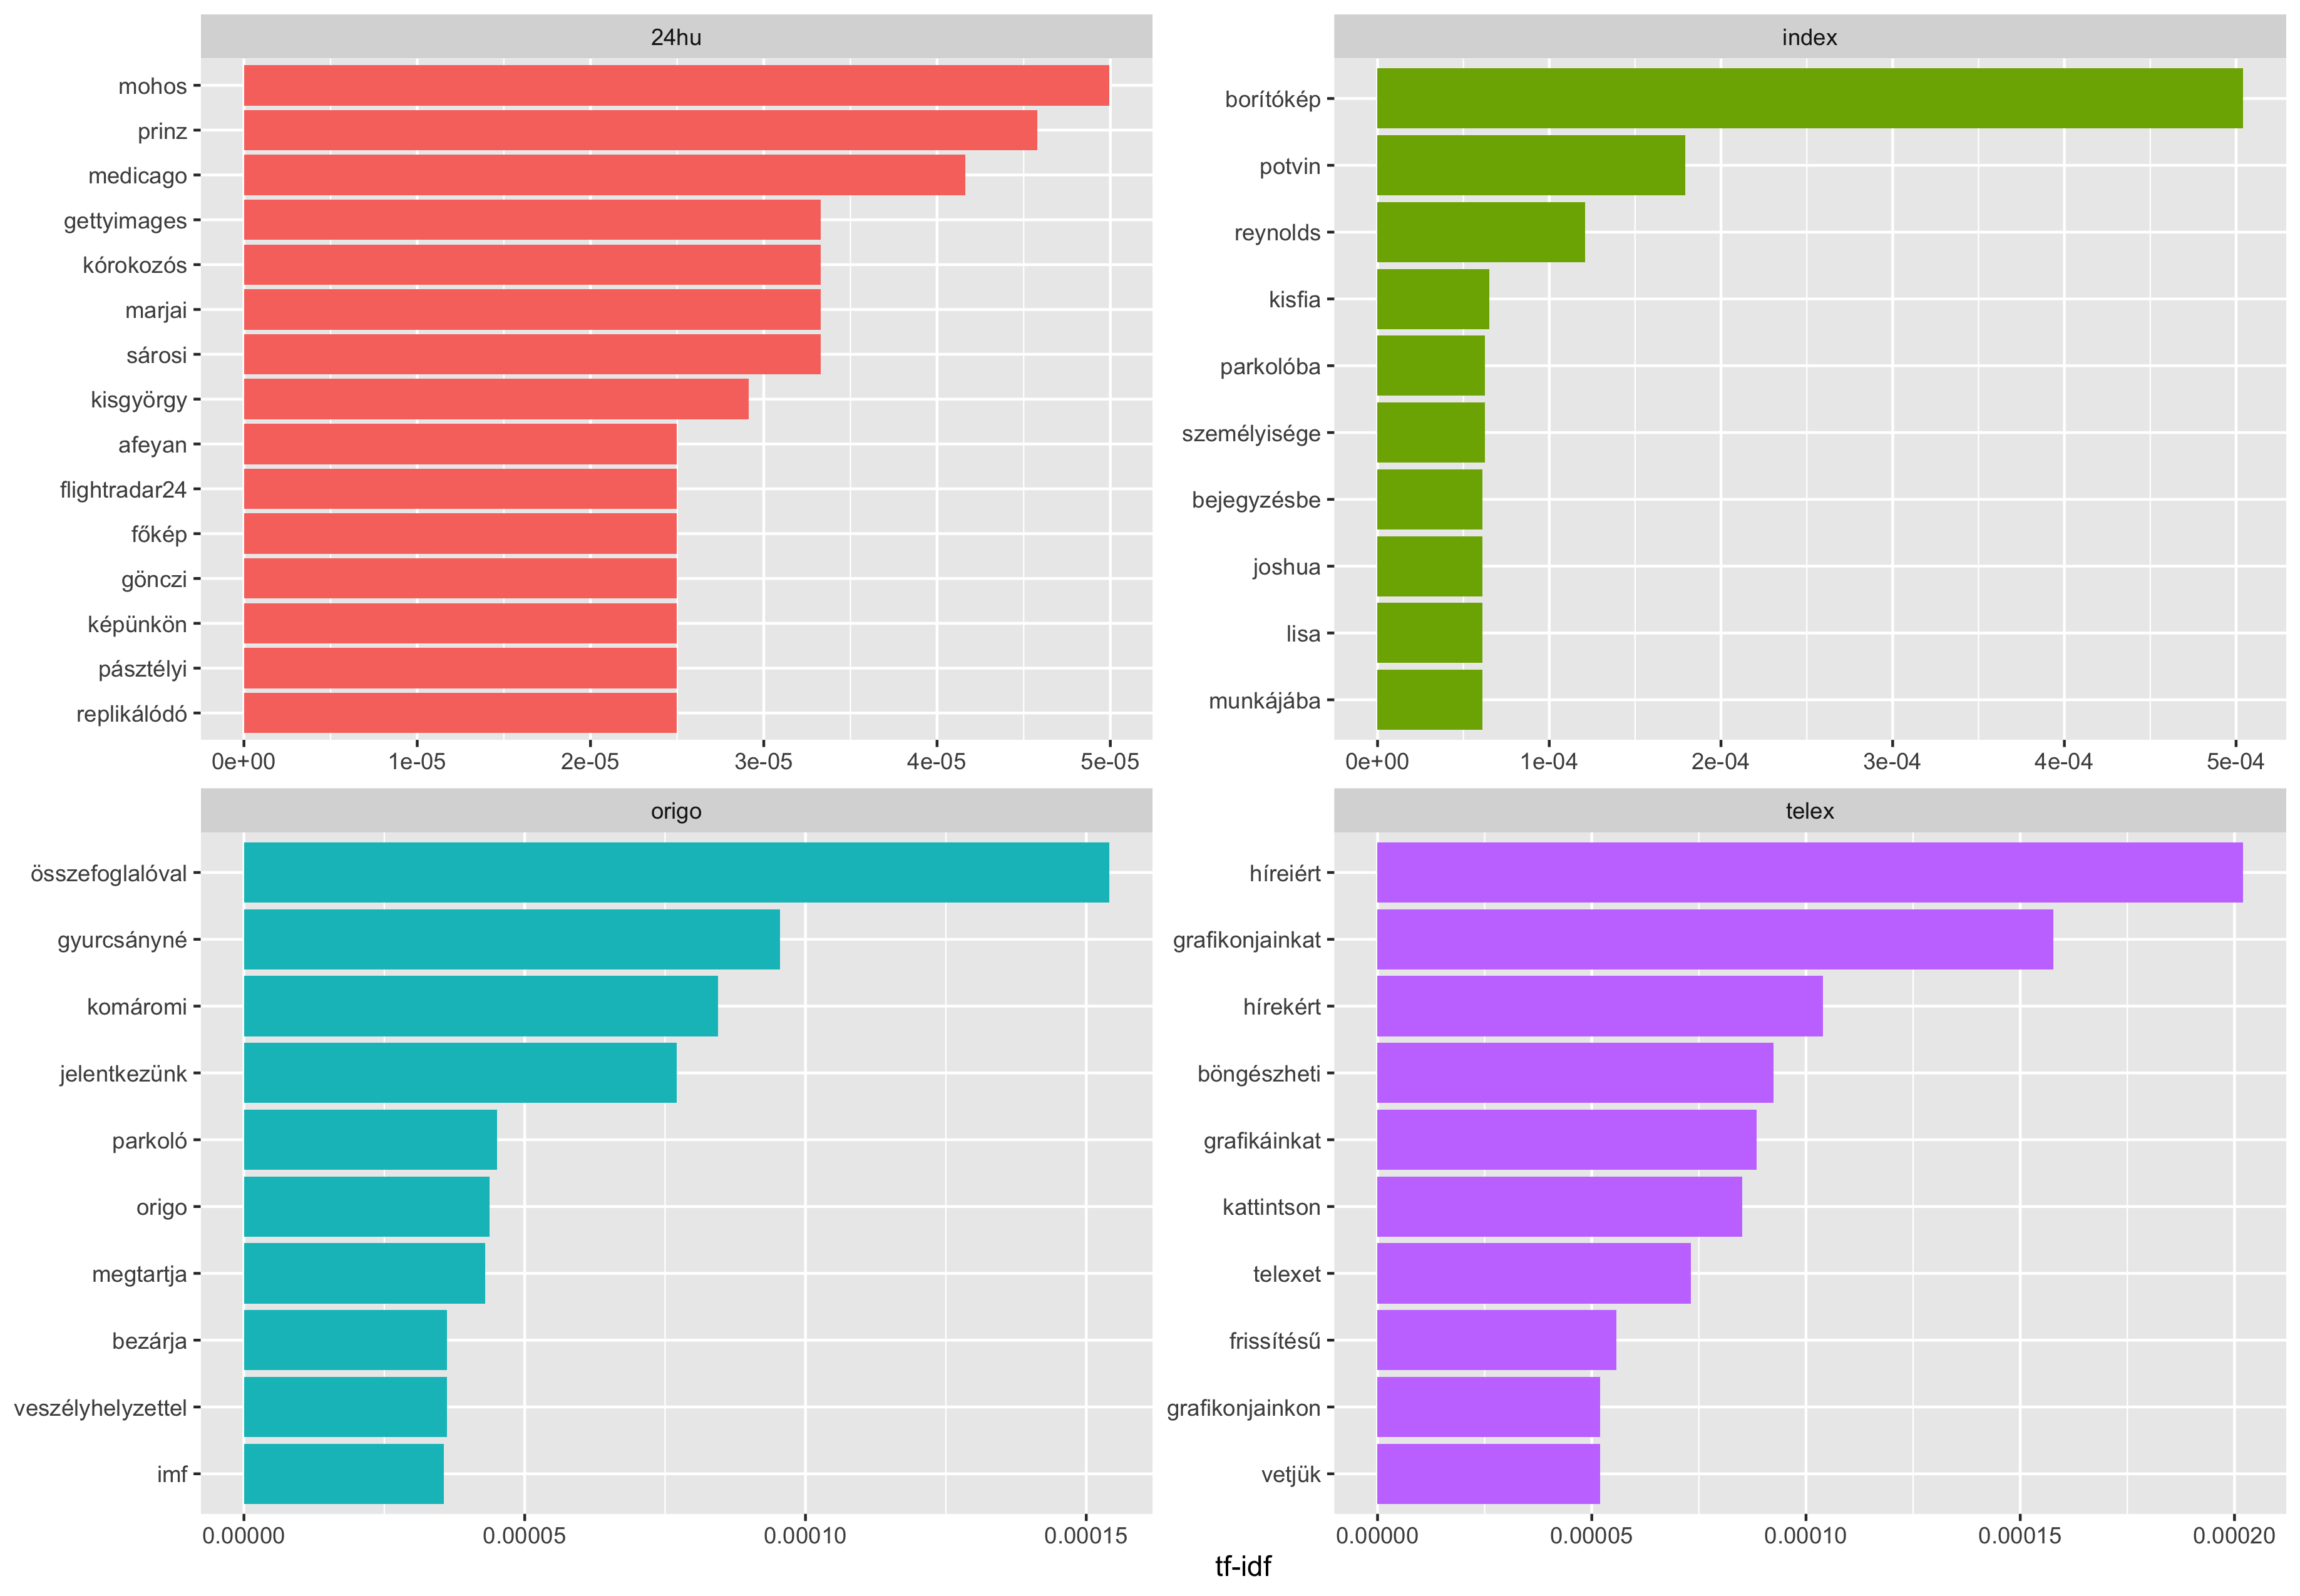 24hu
mohos
prinz
medicago
gettyimages
kórokozós
marjai
sárosi
kisgyörgy
afeyan
flightradar24
főkép
gönczi
képünkön
pásztélyi
replikálódó
0e+00 1e-05 2e-05 3e-05 4e-05 5e-05
index
borítókép
potvin
reynolds
kisfia
parkolóba
személyisége
bejegyzésbe
joshua
lisa
munkájába
0e+00 1e-04 2e-04 3e-04 4e-04 5e-04
origo
összefoglalóval
gyurcsányné
komáromi
jelentkezünk
parkoló
origo
megtartja
bezárja
veszélyhelyzettel
imf
0.00000 0.00005 0.00010 0.00015
telex
híreiért
grafikonjainkat
hírekért
böngészheti
grafikáinkat
kattintson
telexet
frissítésű
grafikonjainkon
vetjük
0.00000 0.00005 0.00010 0.00015 0.00020
tf-idf